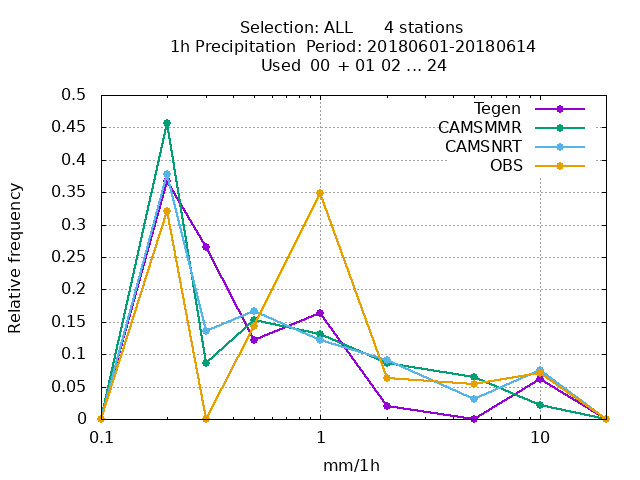 Selection: ALL 4 stations
1h Precipitation Period: 20180601-20180614
Used 00 + 01 02 ... 24
Tegen
CAMSMMR
CAMSNRT
OBS
0.5
0.45
0.4
0.35
0.3
0.25
0.2
0.15
0.1
0.05
0
Relative frequency
0.1 1 10
mm/1h